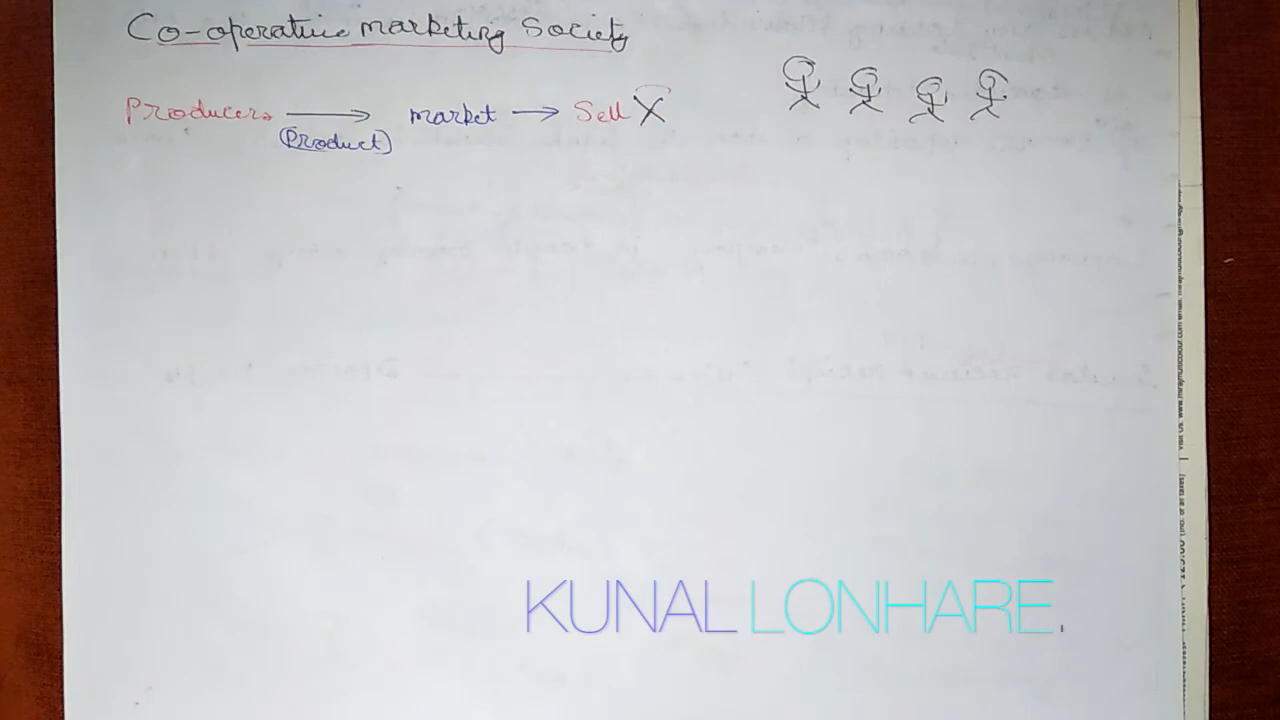 Co-operative marketing Society
Producers → market → Sell X
(Product)
KUNAL LONHARE.